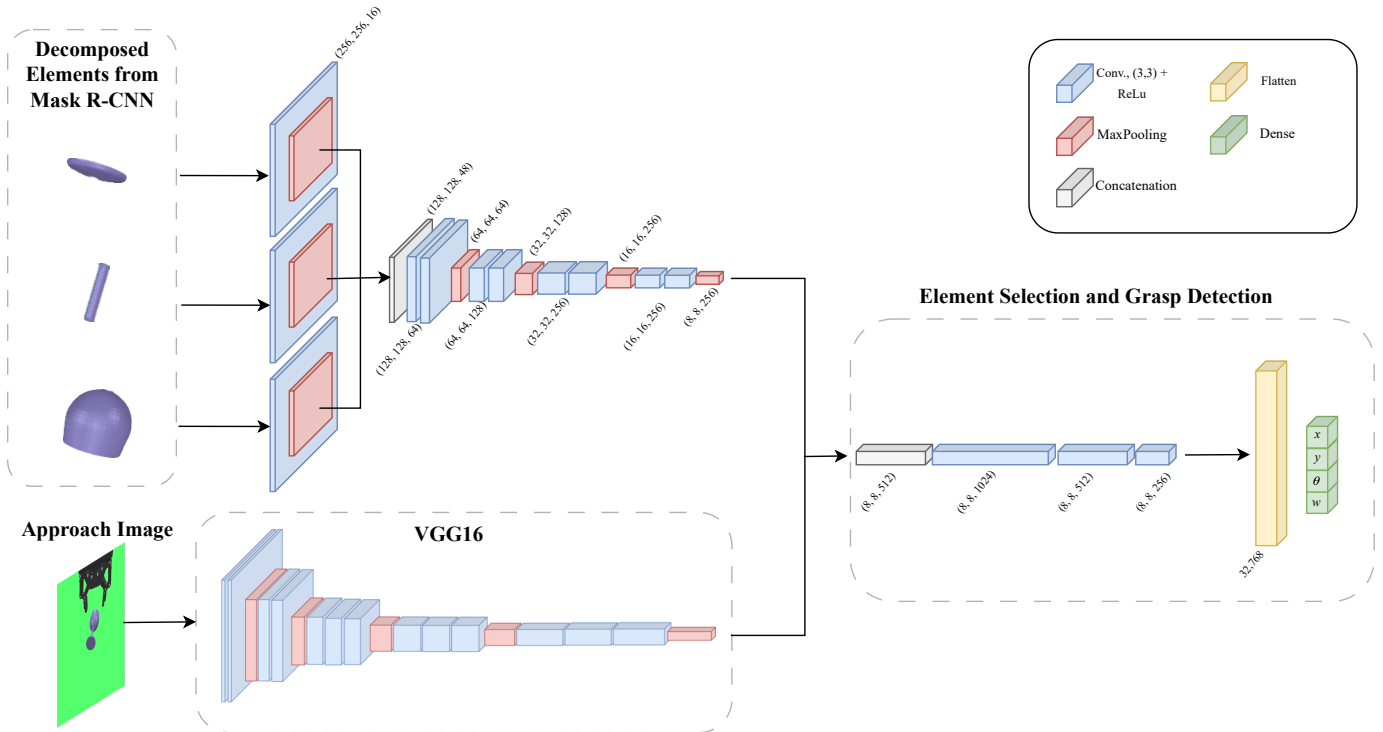 Decomposed
Elements from
Mask R-CNN
(256, 256, 16)
(128, 128, 48)
(128, 128, 64)
(64, 64, 64)
(64, 64, 128)
(32, 32, 128)
(32, 32, 256)
(16, 16, 256)
(16, 16, 256)
(8, 8, 256)
Conv., (3,3) +
ReLu
MaxPooling
Concatenation
Flatten
Dense
Element Selection and Grasp Detection
(8, 8, 512)
(8, 8, 1024)
(8, 8, 512)
(8, 8, 256)
32.768
x
y
θ
w
Approach Image
VGG16